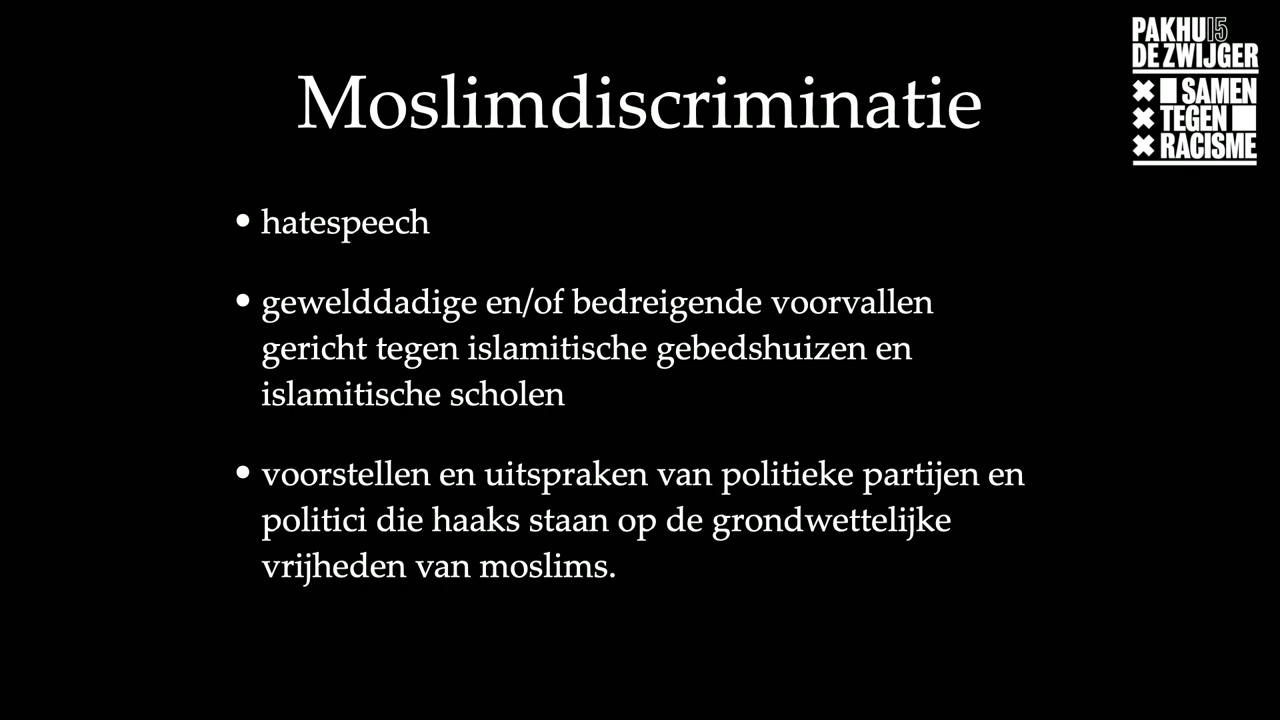 Moslimdiscriminatie
PAKHU15
DE ZWIJGER
SAMEN
TEGEN
RACISME
• hatespeech
• gewelddadige en/of bedreigende voorvallen
gericht tegen islamitische gebedshuizen en
islamitische scholen
• voorstellen en uitspraken van politieke partijen en
politici die haaks staan op de grondwettelijke
vrijheden van moslims.